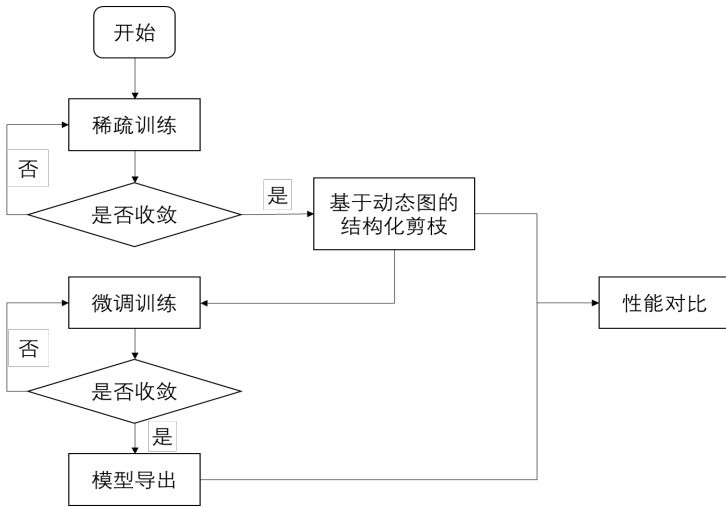 开始
稀疏训练
否
是否收敛
是
基于动态图的
结构化剪枝
微调训练
否
是否收敛
是
模型导出
性能对比